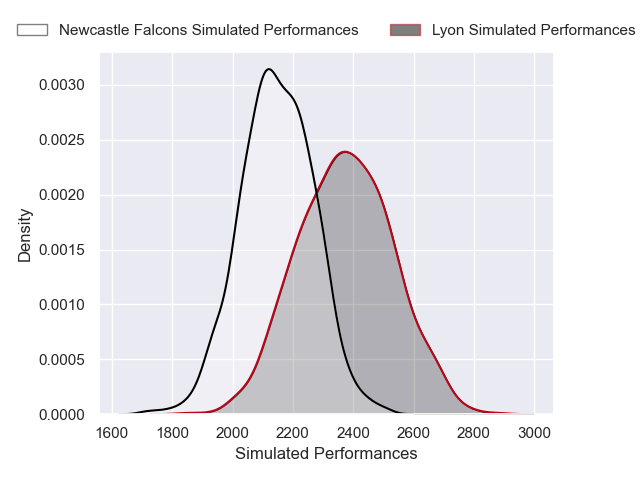 Newcastle Falcons Simulated Performances
Lyon Simulated Performances
0.0030
0.0025
0.0020
0.0015
0.0010
0.0005
0.0000
Density
1600 1800 2000 2200 2400 2600 2800 3000
Simulated Performances